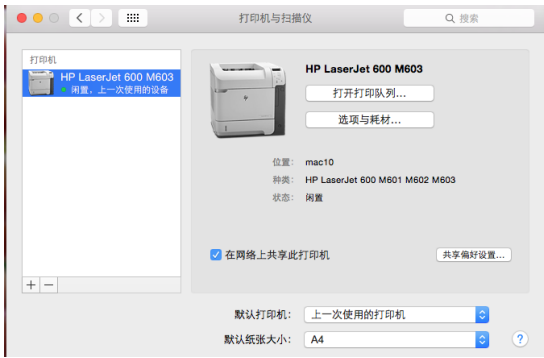 打印机与扫描仪
搜索
打印机
HP LaserJet 600 M603
闲置，上一次使用的设备
HP LaserJet 600 M603
打开打印队列...
选项与耗材...
位置: mac10
种类: HP LaserJet 600 M601 M602 M603
状态: 闲置
在网络上共享此打印机
共享偏好设置...
默认打印机: 上一次使用的打印机
默认纸张大小: A4